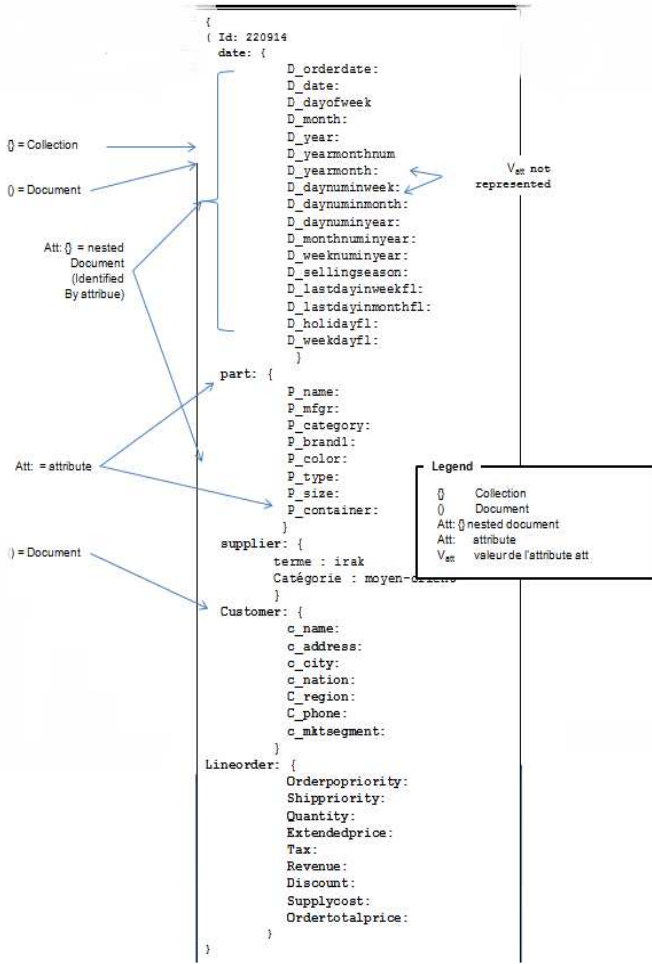 {
( Id: 220914
date: {
D_orderdate:
D_date:
D_dayofweek
D_month:
D_year:
D_yearmonthnum
D_yearmonth:
D_daynuminweek:
D_daynuminmonth:
D_daynuminyear:
D_monthnuminyear:
D_weeknuminyear:
D_sellingseason:
D_lastdayinweekfl:
D_lastdayinmonthfl:
D_holidayfl:
D_weekdayfl:
}
part: {
P_name:
P_mfgr:
P_category:
P_brand1:
P_color:
P_type:
P_size:
P_container:
}
supplier: {
terme : irak
Catégorie : moyen-orient
}
Customer: {
c_name:
c_address:
c_city:
c_nation:
C_region:
C_phone:
c_mktsegment:
}
Lineorder: {
Orderpopriority:
Shippriority:
Quantity:
Extendedprice:
Tax:
Revenue:
Discount:
Supplycost:
Ordertotalprice:
}
}
{} = Collection
() = Document
Att: {} = nested
Document
(Identified
By attribue)
Att: = attribute
) = Document
Vatt not
represented
Legend
{} Collection
() Document
Att: {} nested document
Att: attribute
Vatt valeur de l'attribute att